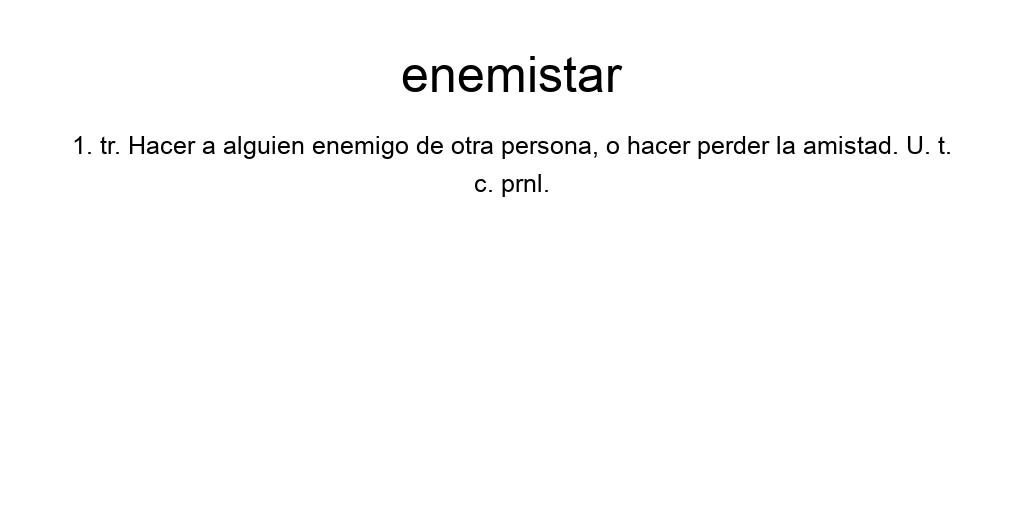 enemistar
1. tr. Hacer a alguien enemigo de otra persona, o hacer perder la amistad. U. t.
c. prnl.